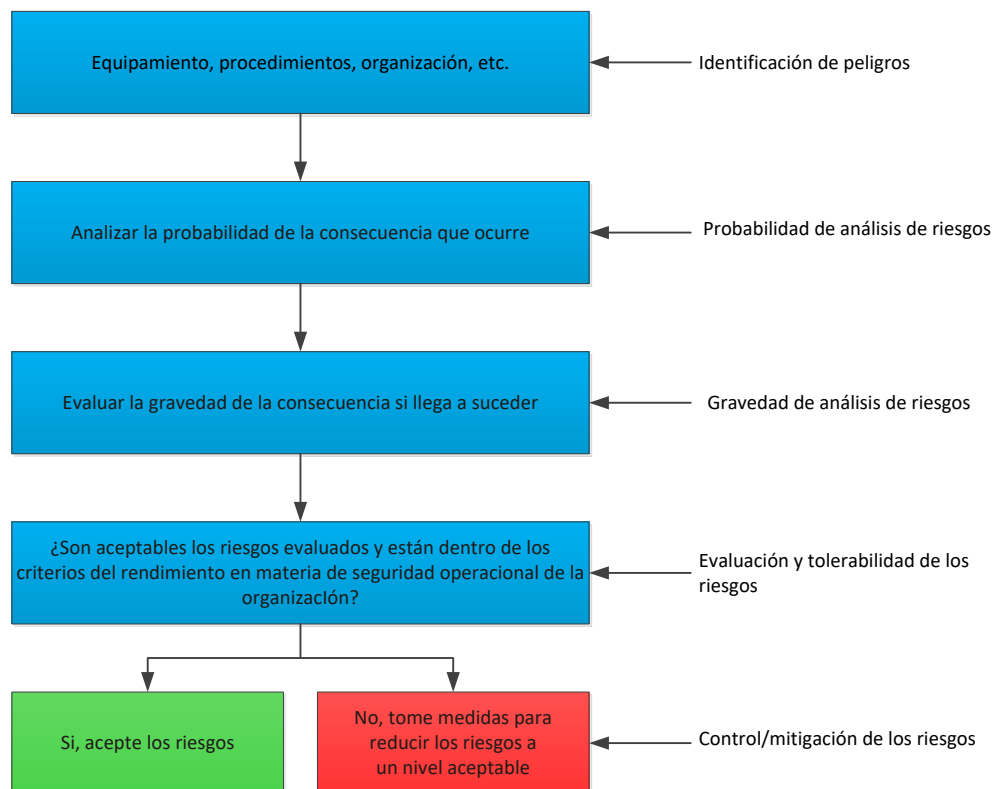 Equipamiento, procedimientos, organización, etc.
Identificación de peligros
Analizar la probabilidad de la consecuencia que ocurre
Probabilidad de análisis de riesgos
Evaluar la gravedad de la consecuencia si llega a suceder
Gravedad de análisis de riesgos
¿Son aceptables los riesgos evaluados y están dentro de los
criterios del rendimiento en materia de seguridad operacional de la
organización?
Evaluación y tolerabilidad de los
riesgos
Si, acepte los riesgos
No, tome medidas para
reducir los riesgos a
un nivel aceptable
Control/mitigación de los riesgos